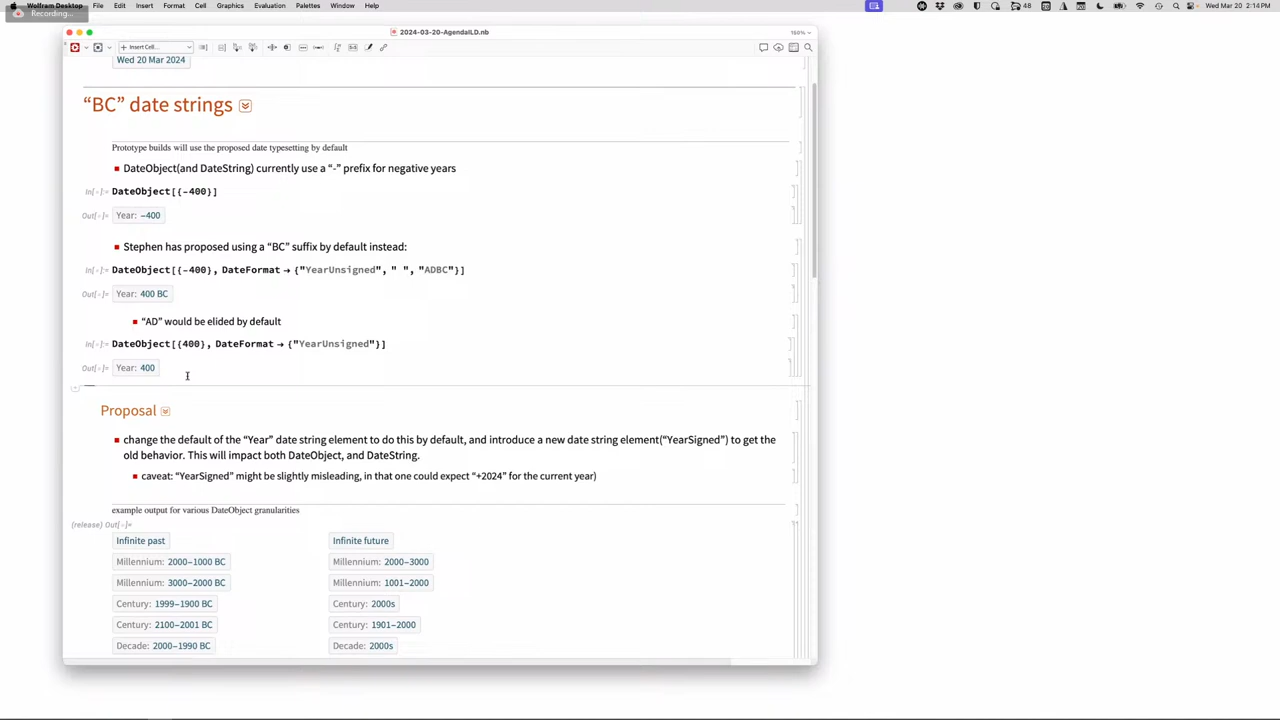 Wolfram Desktop File Edit Insert Format Cell Graphics Evaluation Palettes Window Help
48 Wed Mar 20 2:14 PM
Recording...
2024-03-20-AgendaILD.nb
150%
Insert Cell...
Wed 20 Mar 2024
“BC” date strings
Prototype builds will use the proposed date typesetting by default
DateObject(and DateString) currently use a “-” prefix for negative years
In[◦]:= DateObject[{-400}]
Out[◦]= Year: -400
Stephen has proposed using a “BC” suffix by default instead:
In[◦]:= DateObject[{-400}, DateFormat → {"YearUnsigned", " ", "ADBC"}]
Out[◦]= Year: 400 BC
“AD” would be elided by default
In[◦]:= DateObject[{400}, DateFormat → {"YearUnsigned"}]
Out[◦]= Year: 400
Proposal
change the default of the “Year” date string element to do this by default, and introduce a new date string element(“YearSigned”) to get the
old behavior. This will impact both DateObject, and DateString.
caveat: “YearSigned” might be slightly misleading, in that one could expect “+2024” for the current year)
example output for various DateObject granularities
(release) Out[◦]=
Infinite past Infinite future
Millennium: 2000–1000 BC Millennium: 2000–3000
Millennium: 3000–2000 BC Millennium: 1001–2000
Century: 1999–1900 BC Century: 2000s
Century: 2100–2001 BC Century: 1901–2000
Decade: 2000–1990 BC Decade: 2000s